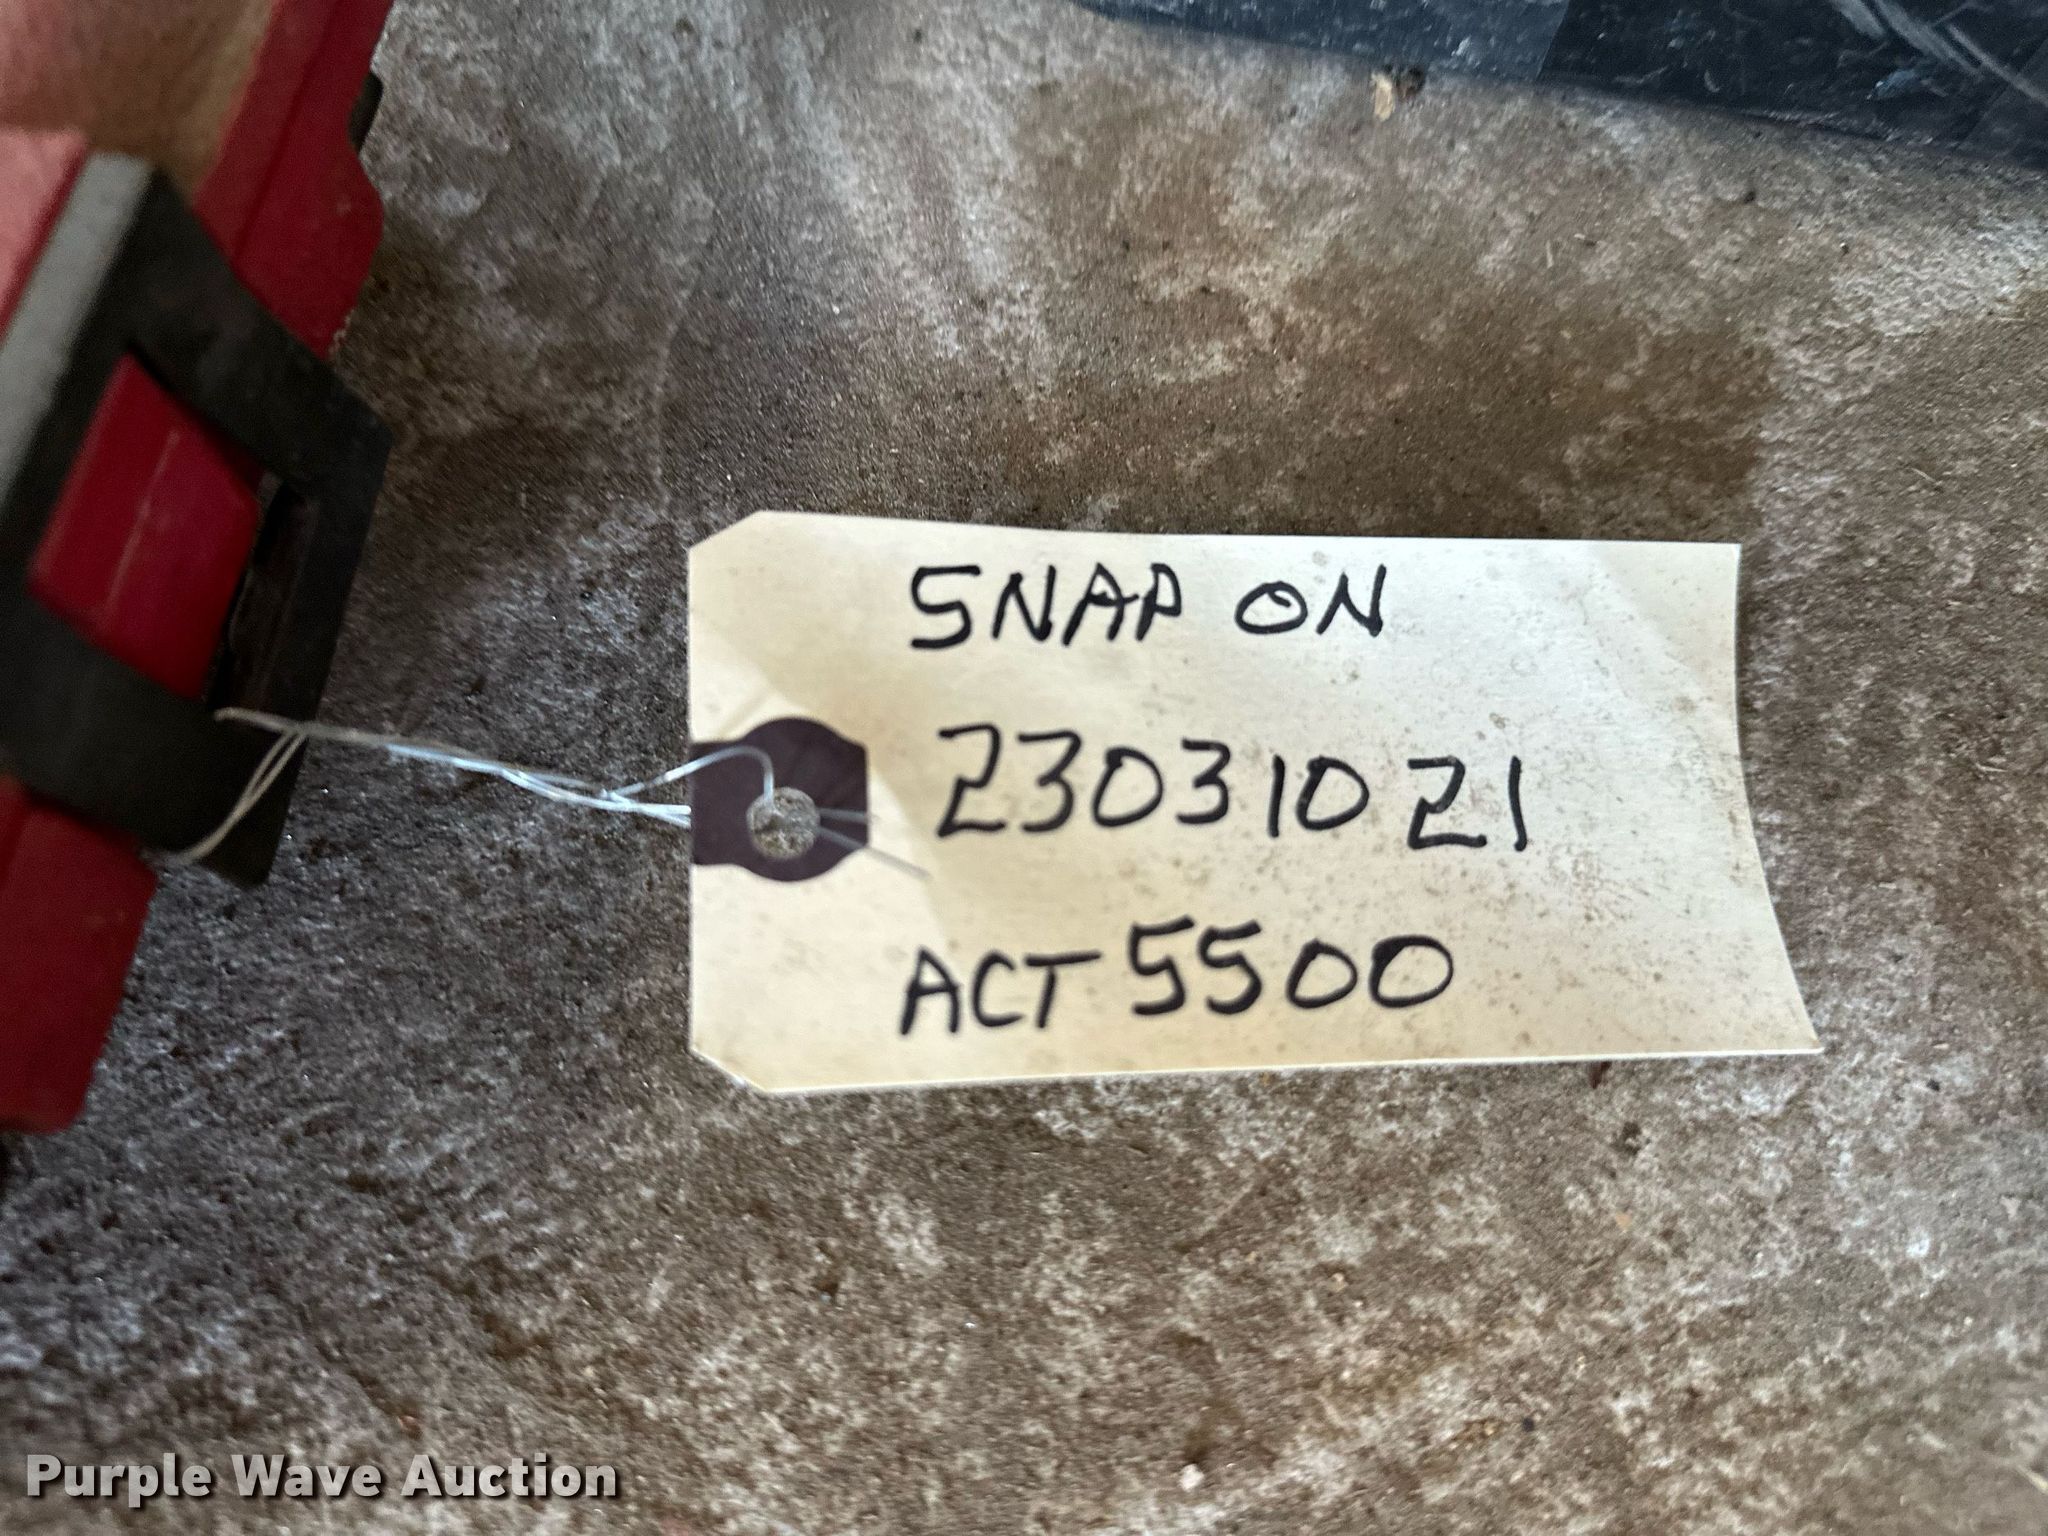 SNAP ON
23031021
ACT 5500
Purple Wave Auction